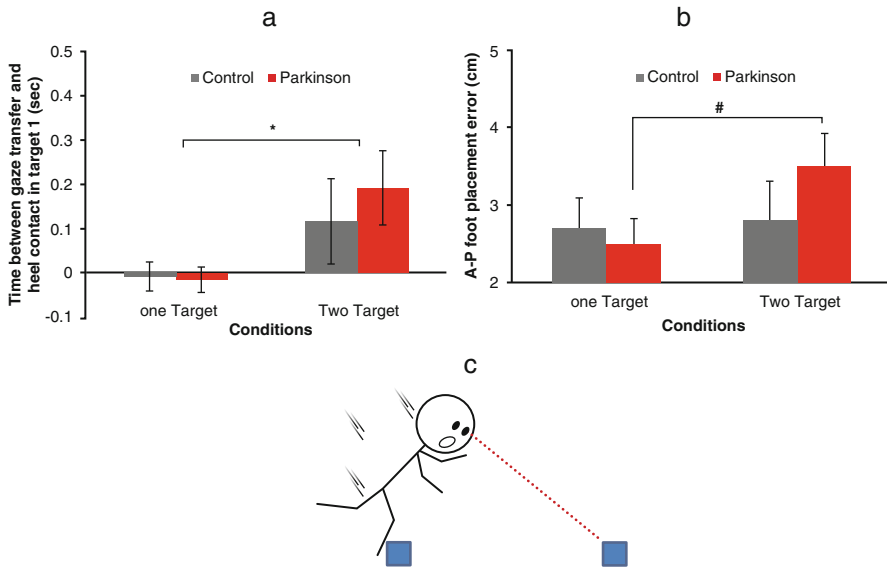 a
Time between gaze transfer and
heel contact in target 1 (sec)
0.5
0.4
0.3
0.2
0.1
0
-0.1
Control Parkinson
*
one Target Two Target
Conditions
b
A-P foot placement error (cm)
5
4
3
2
Control Parkinson
#
one Target Two Target
Conditions
c